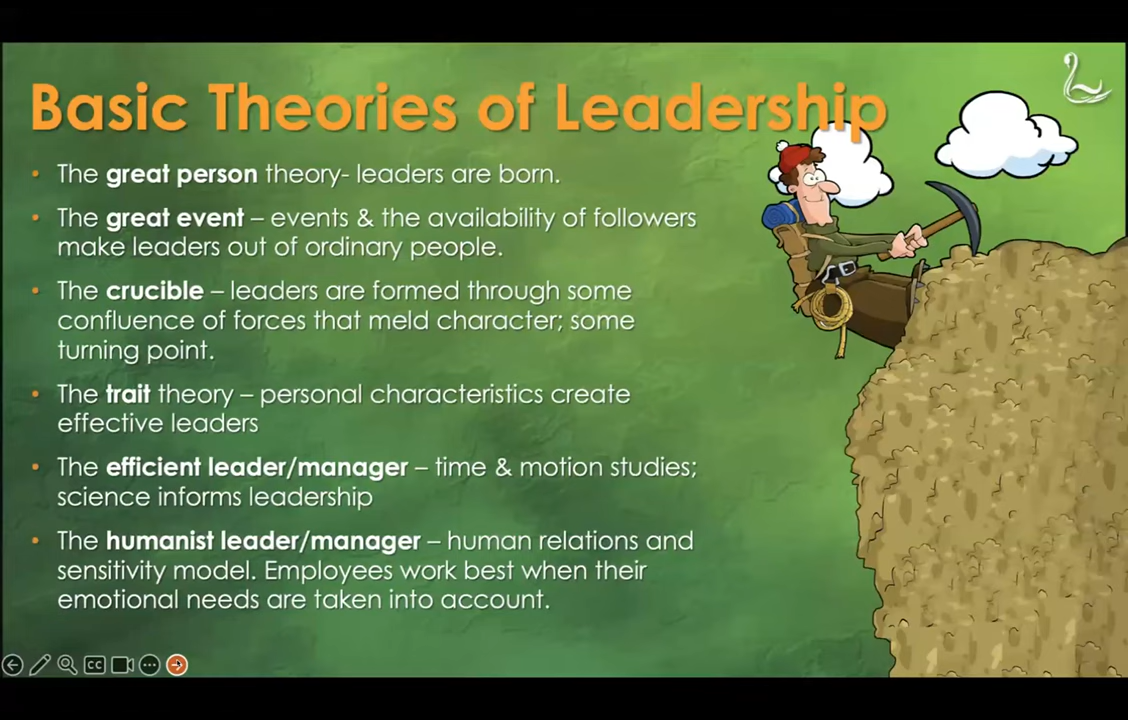 Basic Theories of Leadership
• The great person theory- leaders are born.
• The great event – events & the availability of followers
make leaders out of ordinary people.
• The crucible – leaders are formed through some
confluence of forces that meld character; some
turning point.
• The trait theory – personal characteristics create
effective leaders
• The efficient leader/manager – time & motion studies;
science informs leadership
• The humanist leader/manager – human relations and
sensitivity model. Employees work best when their
emotional needs are taken into account.
CC